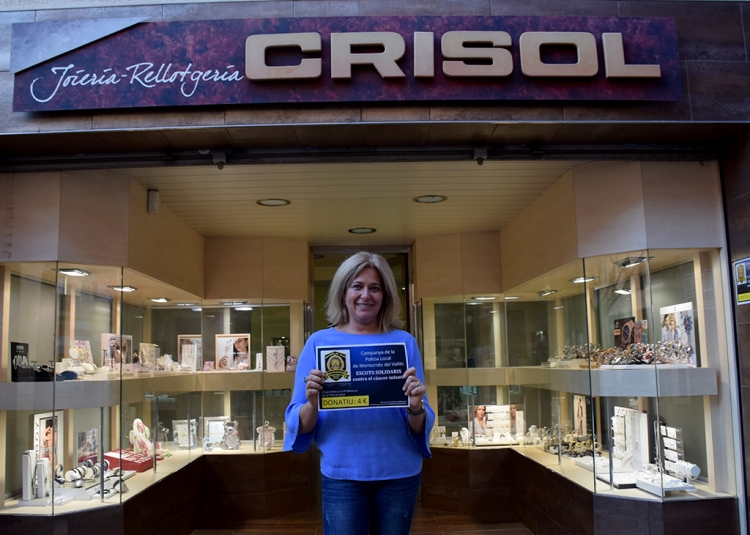 Joieria-Rellotgeria CRISOL
Campanya de la
Policia Local
de Montornès del Vallès
ESCUTS SOLIDARIS
contra el càncer infantil
DONATIU: 4 €